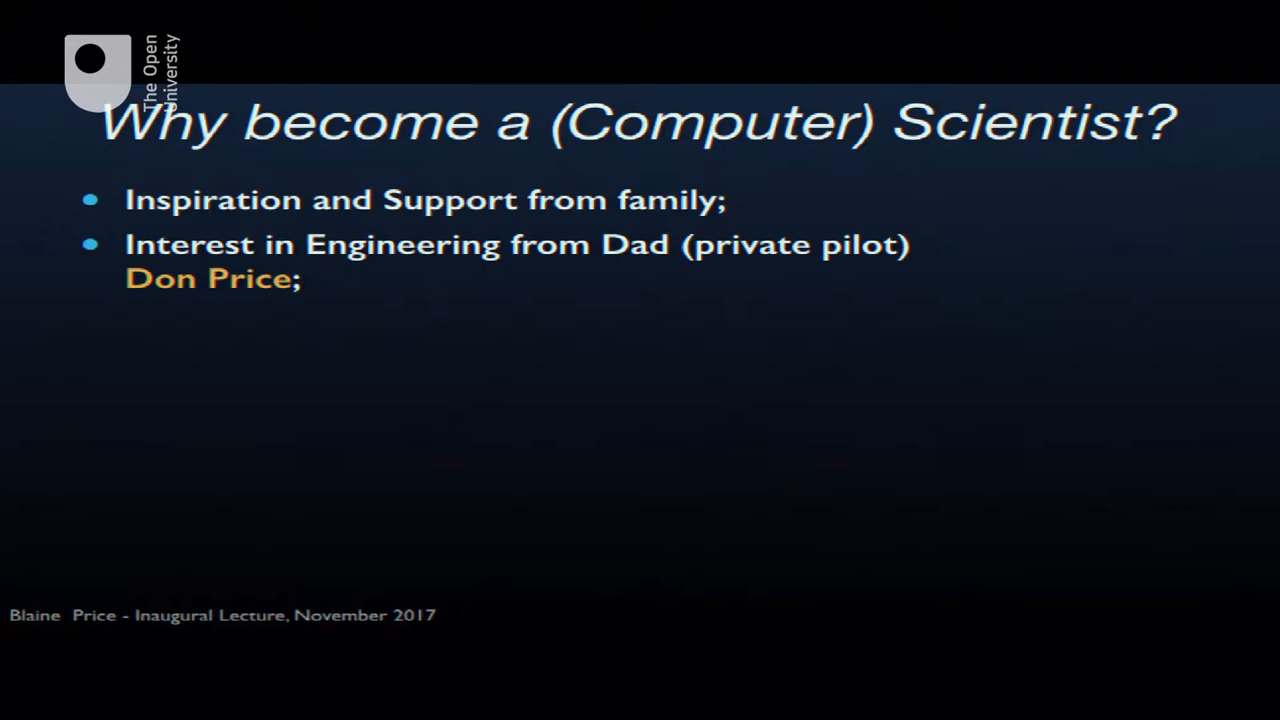 The Open
University
Why become a (Computer) Scientist?
Inspiration and Support from family;
Interest in Engineering from Dad (private pilot)
Don Price;
Blaine Price - Inaugural Lecture, November 2017